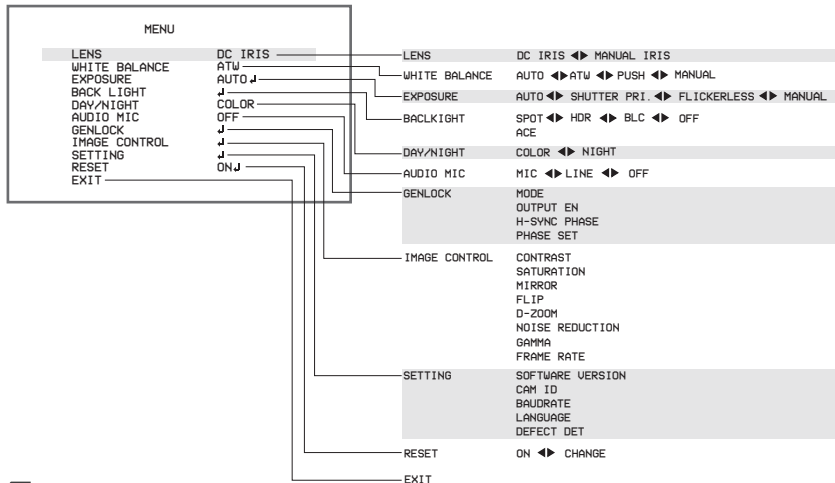 MENU
LENS DC IRIS
WHITE BALANCE ATW
EXPOSURE AUTO ↲
BACK LIGHT ↲
DAY/NIGHT COLOR
AUDIO MIC OFF
GENLOCK ↲
IMAGE CONTROL ↲
SETTING ↲
RESET ON↲
EXIT
LENS DC IRIS ◀▶ MANUAL IRIS
WHITE BALANCE AUTO ◀▶ATW ◀▶ PUSH ◀▶ MANUAL
EXPOSURE AUTO◀▶ SHUTTER PRI.◀▶ FLICKERLESS ◀▶ MANUAL
BACLKIGHT SPOT◀▶ HDR ◀▶ BLC ◀▶ OFF
ACE
DAY/NIGHT COLOR ◀▶ NIGHT
AUDIO MIC MIC ◀▶ LINE ◀▶ OFF
GENLOCK MODE
OUTPUT EN
H-SYNC PHASE
PHASE SET
IMAGE CONTROL CONTRAST
SATURATION
MIRROR
FLIP
D-ZOOM
NOISE REDUCTION
GAMMA
FRAME RATE
SETTING SOFTWARE VERSION
CAM ID
BAUDRATE
LANGUAGE
DEFECT DET
RESET ON ◀▶ CHANGE
EXIT